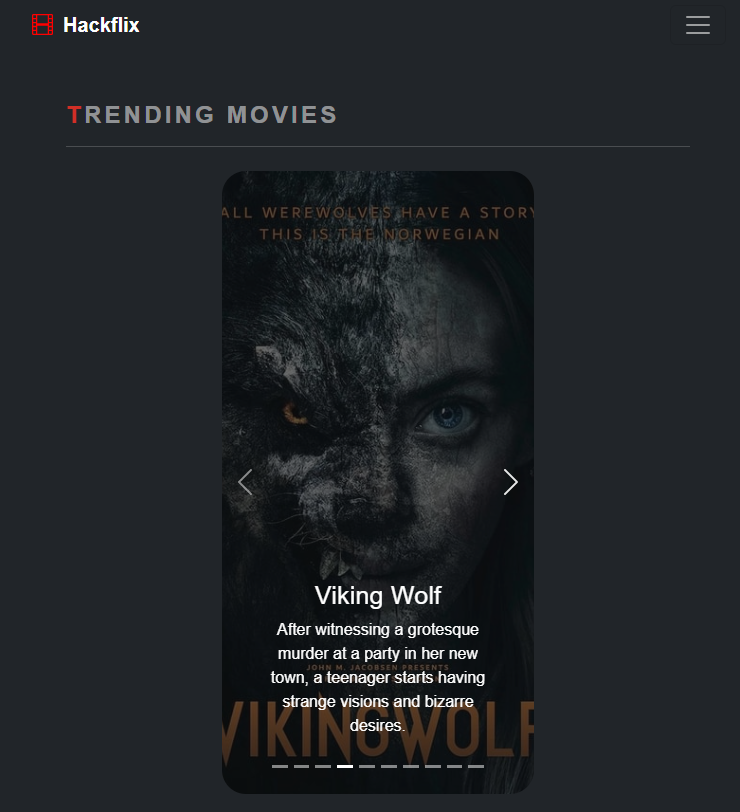 Hackflix
TRENDING MOVIES
ALL WEREWOLVES HAVE A STORY
THIS IS THE NORWEGIAN
Viking Wolf
After witnessing a grotesque
murder at a party in her new
JOHN M. JACOBSEN PRESENTS
town, a teenager starts having
strange visions and bizarre
desires.
VIKINGWOLF